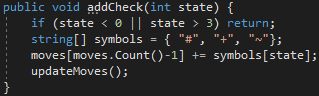 public void addCheck(int state) {
if (state < 0 || state > 3) return;
string[] symbols = { "#", "+", "~"};
moves[moves.Count()-1] += symbols[state];
updateMoves();
}